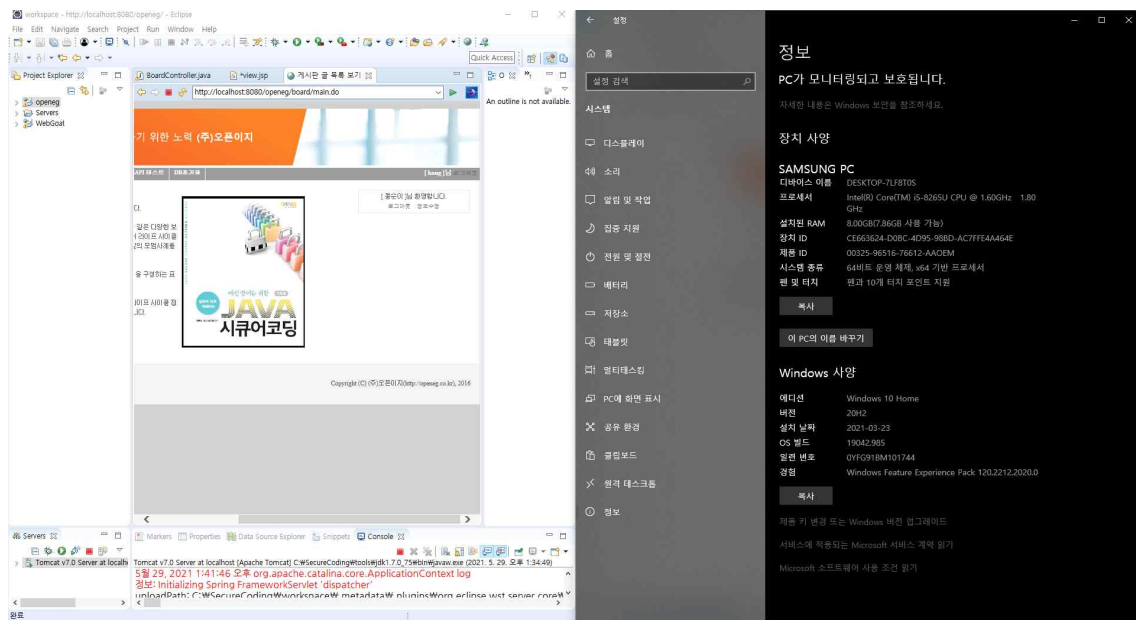 workspace - http://localhost:8080/openeg/ - Eclipse
File Edit Navigate Search Project Run Window Help
Quick Access
Project Explorer
openeg
Servers
WebGoat
BoardController.java
*view.jsp
게시판 글 목록 보기
http://localhost:8080/openeg/board/main.do
기 위한 노력 (주)오픈이지
API 테스트 DB초기화
[ hong ]님 로그아웃
[ 홍순이 ]님 환영합니다.
로그아웃 정보수정
다.
같은 다양한 보
을 구성하는 표
JAVA
시큐어코딩
Copyright (C) (주)오픈이지(http://openeg.co.kr), 2016
An outline is not available.
Servers
Tomcat v7.0 Server at localh
Markers Properties Data Source Explorer Snippets Console
Tomcat v7.0 Server at localhost [Apache Tomcat] C:₩SecureCoding₩tools₩jdk1.7.0_75₩bin₩javaw.exe (2021. 5. 29. 오후 1:34:49)
5월 29, 2021 1:41:46 오후 org.apache.catalina.core.ApplicationContext log
정보: Initializing Spring FrameworkServlet 'dispatcher'
uploadPath: C:₩SecureCoding₩workspace₩.metadata₩.plugins₩org.eclipse.wst.server.core₩
완료
설정
홈
설정 검색
시스템
디스플레이
소리
알림 및 작업
집중 지원
전원 및 절전
배터리
저장소
태블릿
멀티태스킹
PC에 화면 표시
공유 환경
클립보드
원격 데스크톱
정보
정보
PC가 모니터링되고 보호됩니다.
자세한 내용은 Windows 보안을 참조하세요.
장치 사양
SAMSUNG PC
디바이스 이름 DESKTOP-7LF8T0S
프로세서 Intel(R) Core(TM) i5-8265U CPU @ 1.60GHz 1.80
GHz
설치된 RAM 8.00GB(7.86GB 사용 가능)
장치 ID CE663624-D0BC-4D95-98BD-AC7FFE4A464E
제품 ID 00325-96516-76612-AAOEM
시스템 종류 64비트 운영 체제, x64 기반 프로세서
펜 및 터치 펜과 10개 터치 포인트 지원
복사
이 PC의 이름 바꾸기
Windows 사양
에디션 Windows 10 Home
버전 20H2
설치 날짜 2021-03-23
OS 빌드 19042.985
일련 번호 0YFG91BM101744
경험 Windows Feature Experience Pack 120.2212.2020.0
복사
제품 키 변경 또는 Windows 버전 업그레이드
서비스에 적용되는 Microsoft 서비스 계약 읽기
Microsoft 소프트웨어 사용 조건 읽기